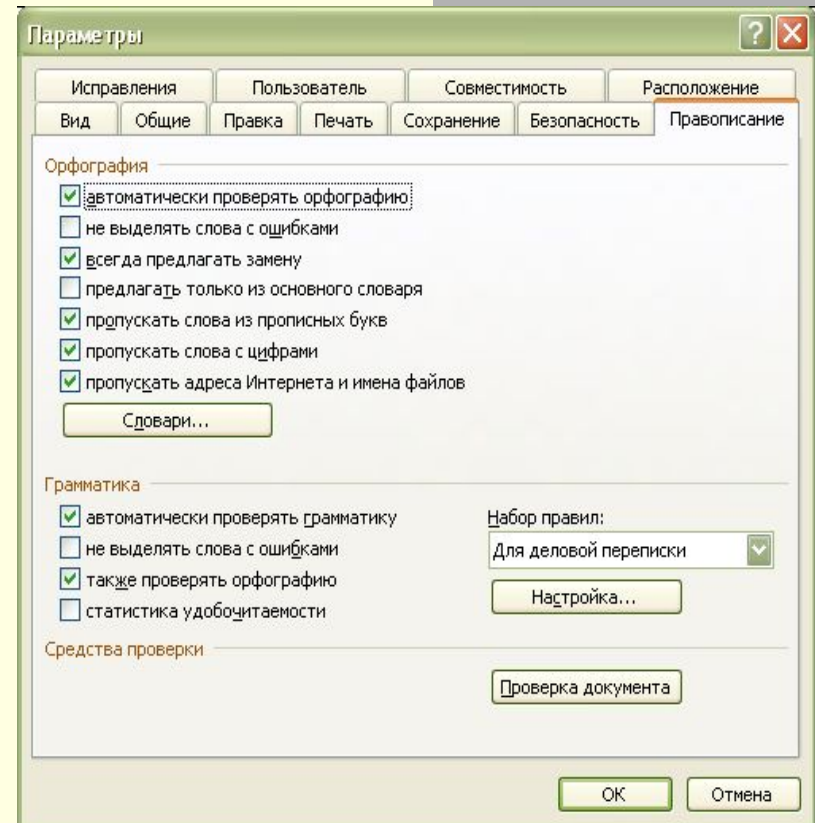 Параметры
Исправления Пользователь Совместимость Расположение
Вид Общие Правка Печать Сохранение Безопасность Правописание
Орфография
автоматически проверять орфографию
не выделять слова с ошибками
всегда предлагать замену
предлагать только из основного словаря
пропускать слова из прописных букв
пропускать слова с цифрами
пропускать адреса Интернета и имена файлов
Словари...
Грамматика
автоматически проверять грамматику Набор правил:
не выделять слова с ошибками Для деловой переписки
также проверять орфографию
статистика удобочитаемости Настройка...
Средства проверки
Проверка документа
ОК Отмена